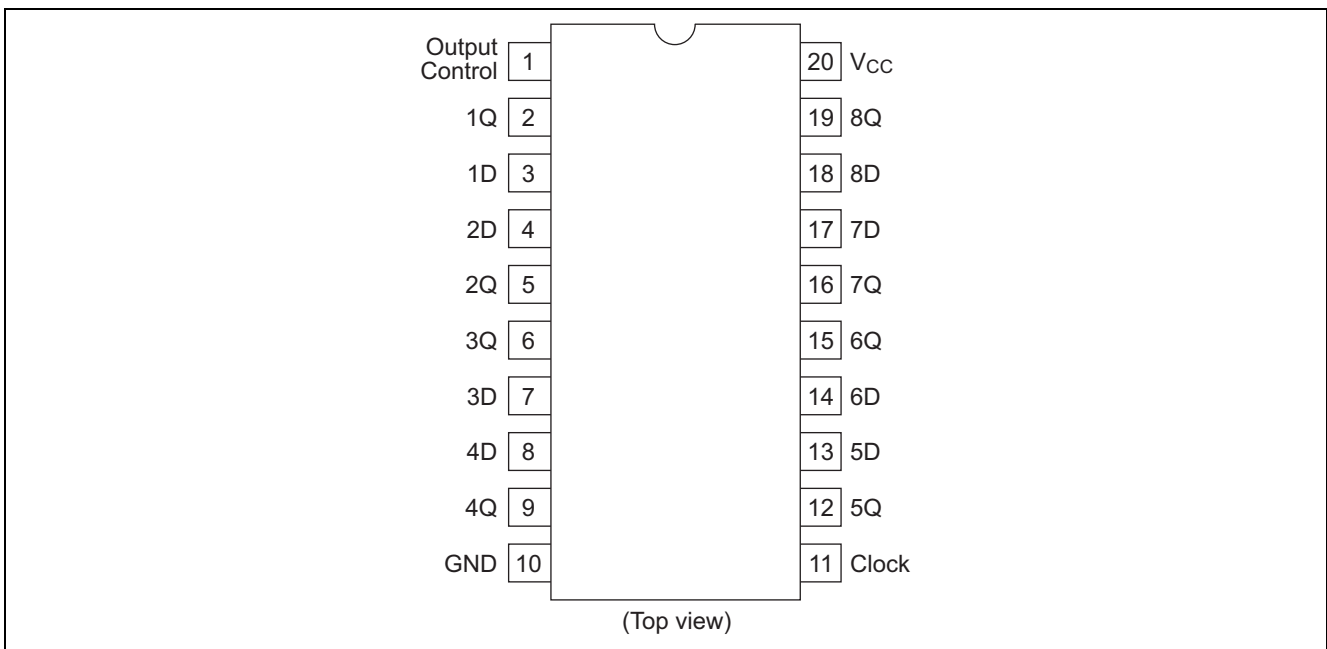 Output
Control 1 20 VCC
1Q 2 19 8Q
1D 3 18 8D
2D 4 17 7D
2Q 5 16 7Q
3Q 6 15 6Q
3D 7 14 6D
4D 8 13 5D
4Q 9 12 5Q
GND 10 11 Clock
(Top view)